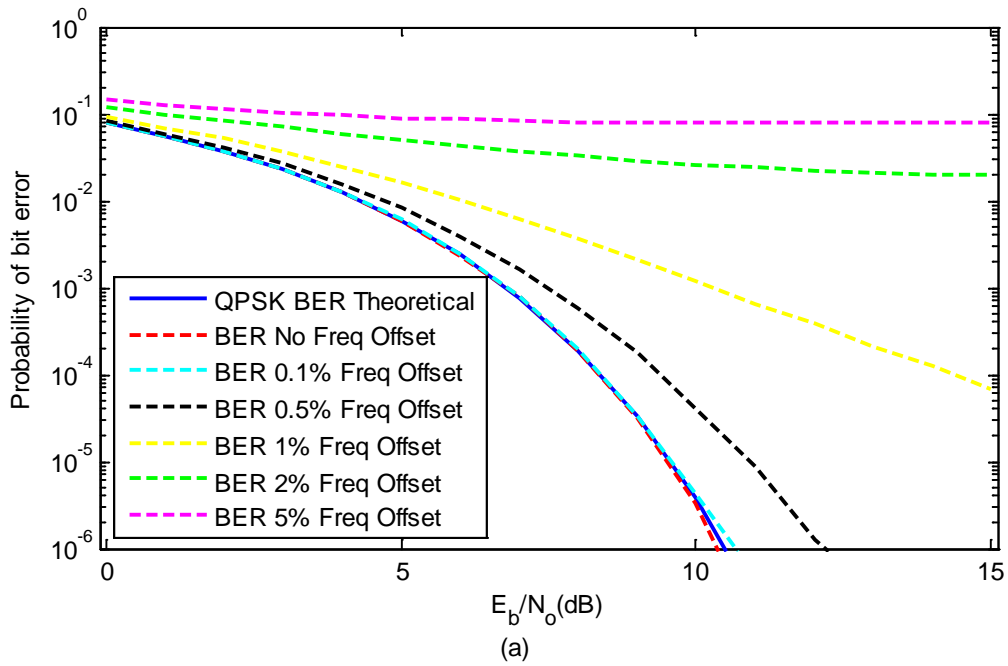 10^0
10^-1
10^-2
10^-3
10^-4
10^-5
10^-6
Probability of bit error
QPSK BER Theoretical
BER No Freq Offset
BER 0.1% Freq Offset
BER 0.5% Freq Offset
BER 1% Freq Offset
BER 2% Freq Offset
BER 5% Freq Offset
0 5 10 15
E_b/N_o(dB)
(a)